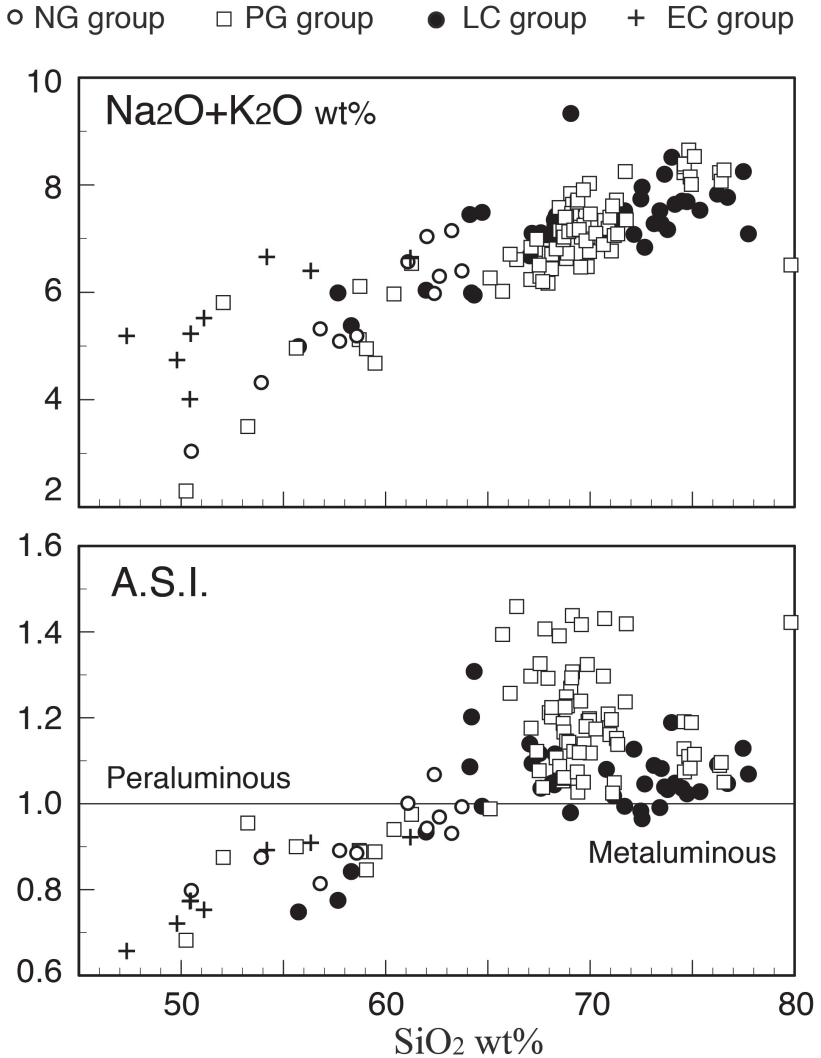 NG group PG group LC group EC group
10
Na2O+K2O wt%
8
6
4
2
1.6
A.S.I.
1.4
1.2
Peraluminous
1.0
Metaluminous
0.8
0.6
50 60 70 80
SiO2 wt%